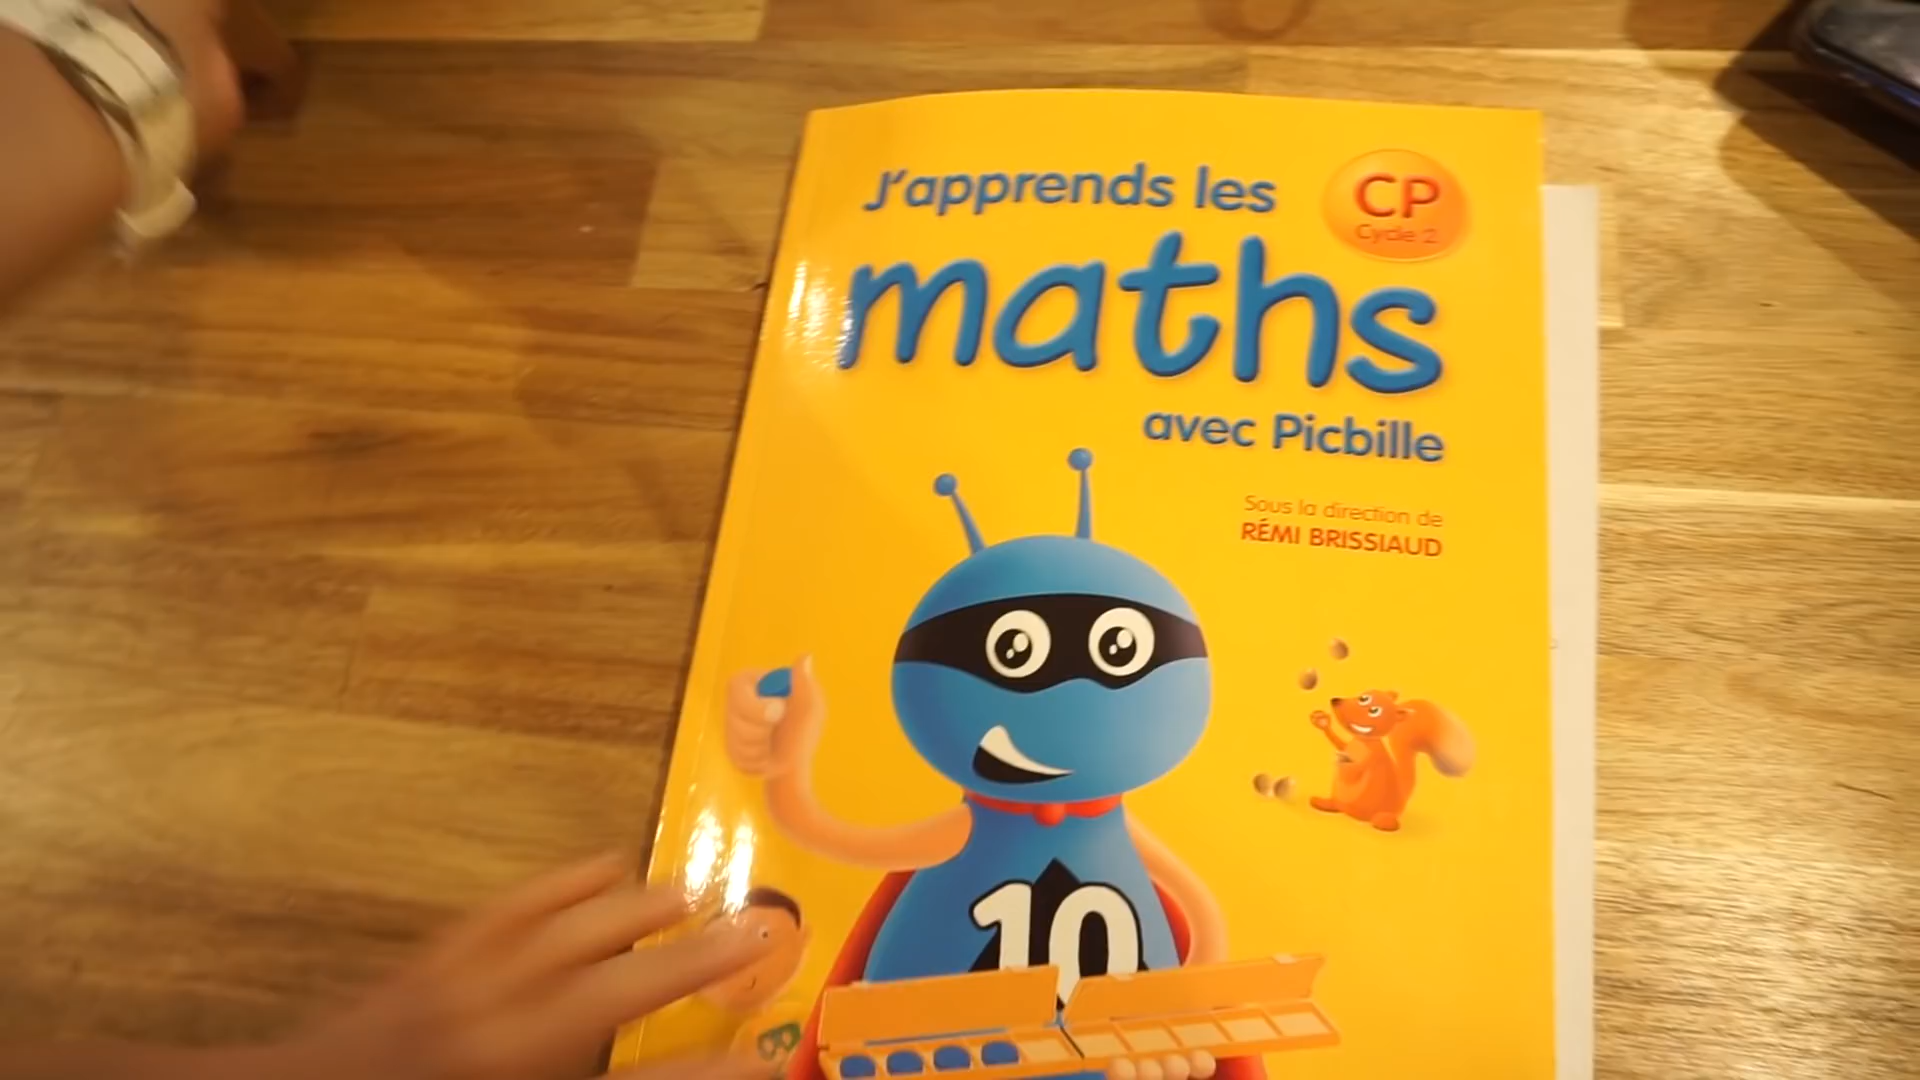 J'apprends les
maths
avec Picbille
CP
Cycle 2
Sous la direction de
RÉMI BRISSIAUD
10